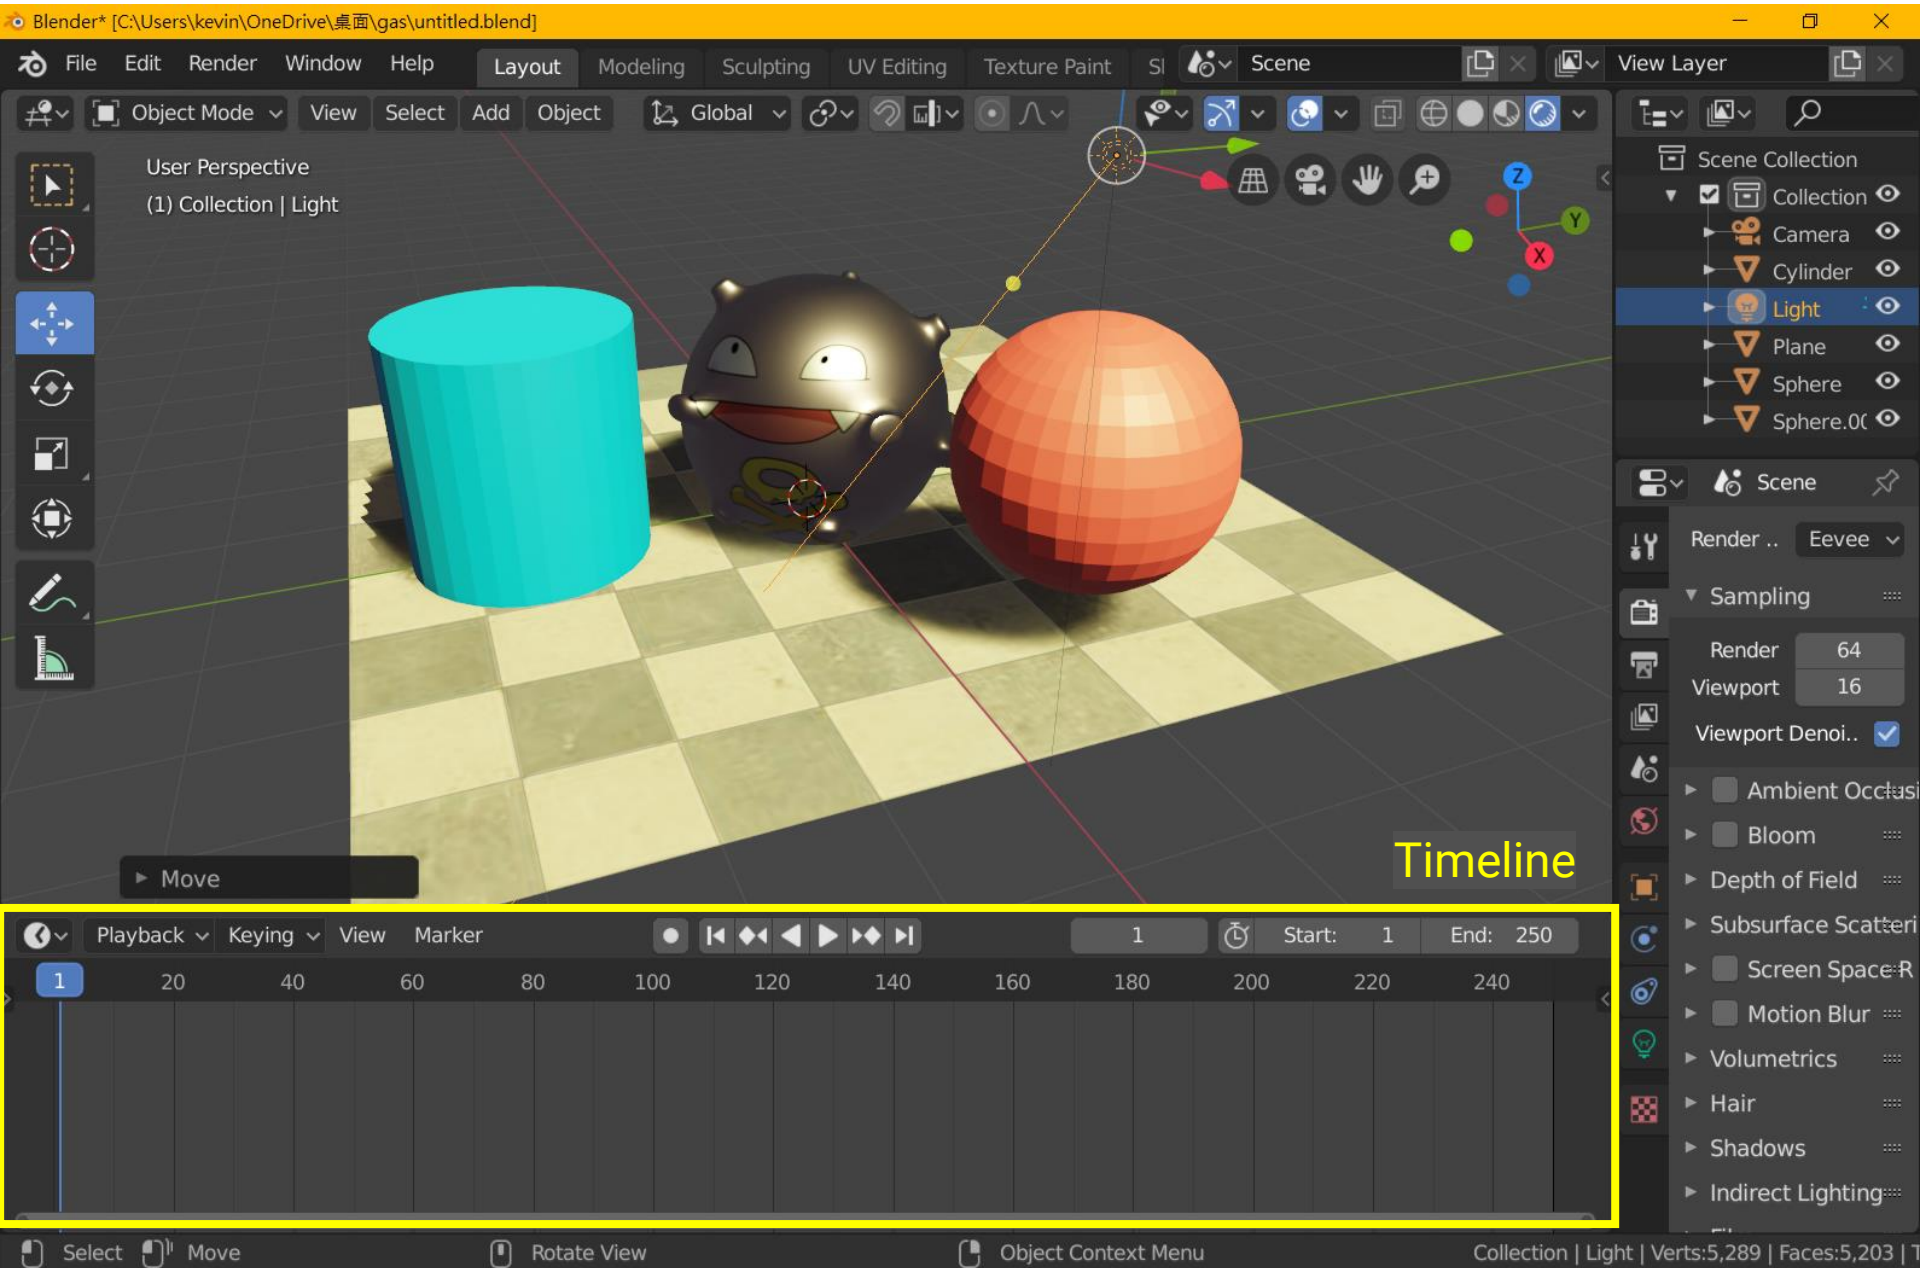 Blender* [C:\Users\kevin\OneDrive\桌面\gas\untitled.blend]
File Edit Render Window Help Layout Modeling Sculpting UV Editing Texture Paint Scene View Layer
Object Mode View Select Add Object Global
User Perspective
(1) Collection | Light
Z
Y
X
Scene Collection
Collection
Camera
Cylinder
Light
Plane
Sphere
Sphere.00
Scene
Render .. Eevee
Sampling
Render 64
Viewport 16
Viewport Denoi..
Ambient Occlusi
Bloom
Depth of Field
Subsurface Scatteri
Screen Space R
Motion Blur
Volumetrics
Hair
Shadows
Indirect Lighting
Move
Timeline
Playback Keying View Marker 1 Start: 1 End: 250
1 20 40 60 80 100 120 140 160 180 200 220 240
Select Move Rotate View Object Context Menu Collection | Light | Verts:5,289 | Faces:5,203 | T